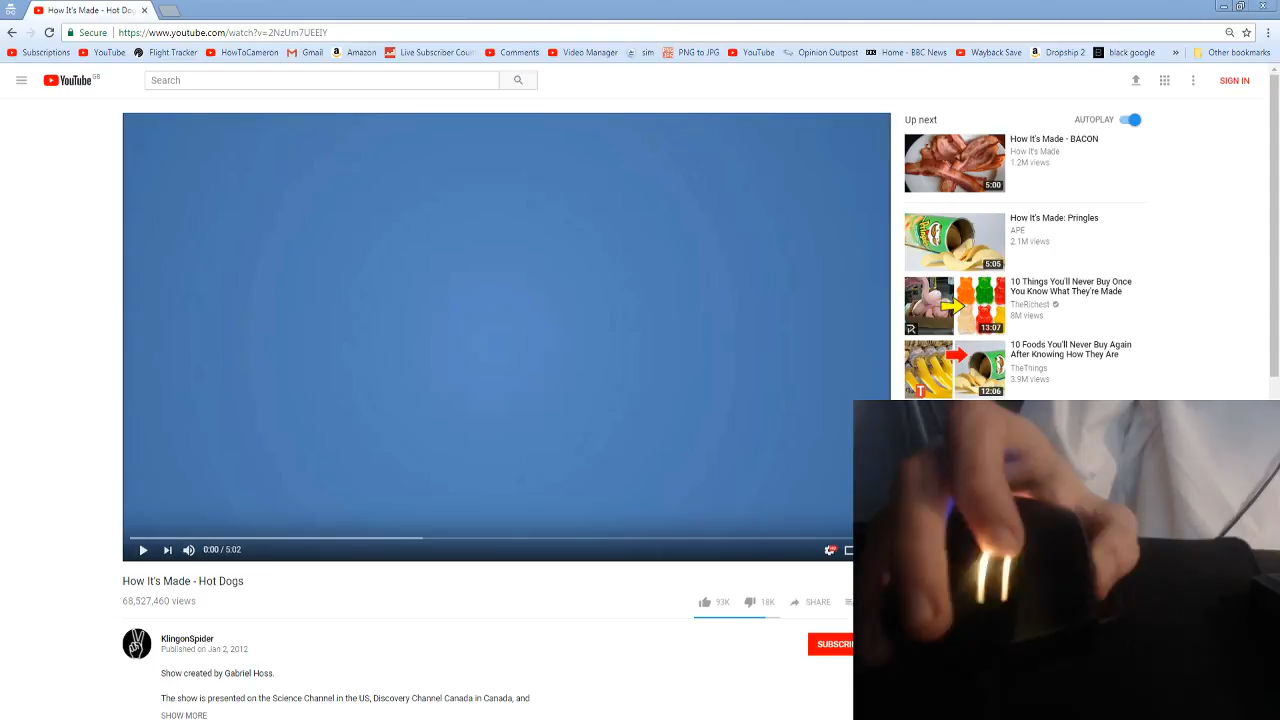 How It's Made - Hot Dog
Secure https://www.youtube.com/watch?v=2NzUm7UEEIY
Subscriptions YouTube Flight Tracker HowToCameron Gmail Amazon Live Subscriber Coun Comments Video Manager sim PNG to JPG YouTube Opinion Outpost Home - BBC News Wayback Save Dropship 2 black google » Other bookmarks
YouTube GB
Search
SIGN IN
Up next
AUTOPLAY
How It's Made - BACON
How It's Made
1.2M views
5:00
How It's Made: Pringles
APE
2.1M views
5:05
10 Things You'll Never Buy Once
You Know What They're Made
TheRichest
8M views
13:07
10 Foods You'll Never Buy Again
After Knowing How They Are
TheThings
3.9M views
12:06
0:00 / 5:02
How It's Made - Hot Dogs
68,527,460 views
93K 18K SHARE
KlingonSpider
Published on Jan 2, 2012
SUBSCRIB
Show created by Gabriel Hoss.
The show is presented on the Science Channel in the US, Discovery Channel Canada in Canada, and
SHOW MORE